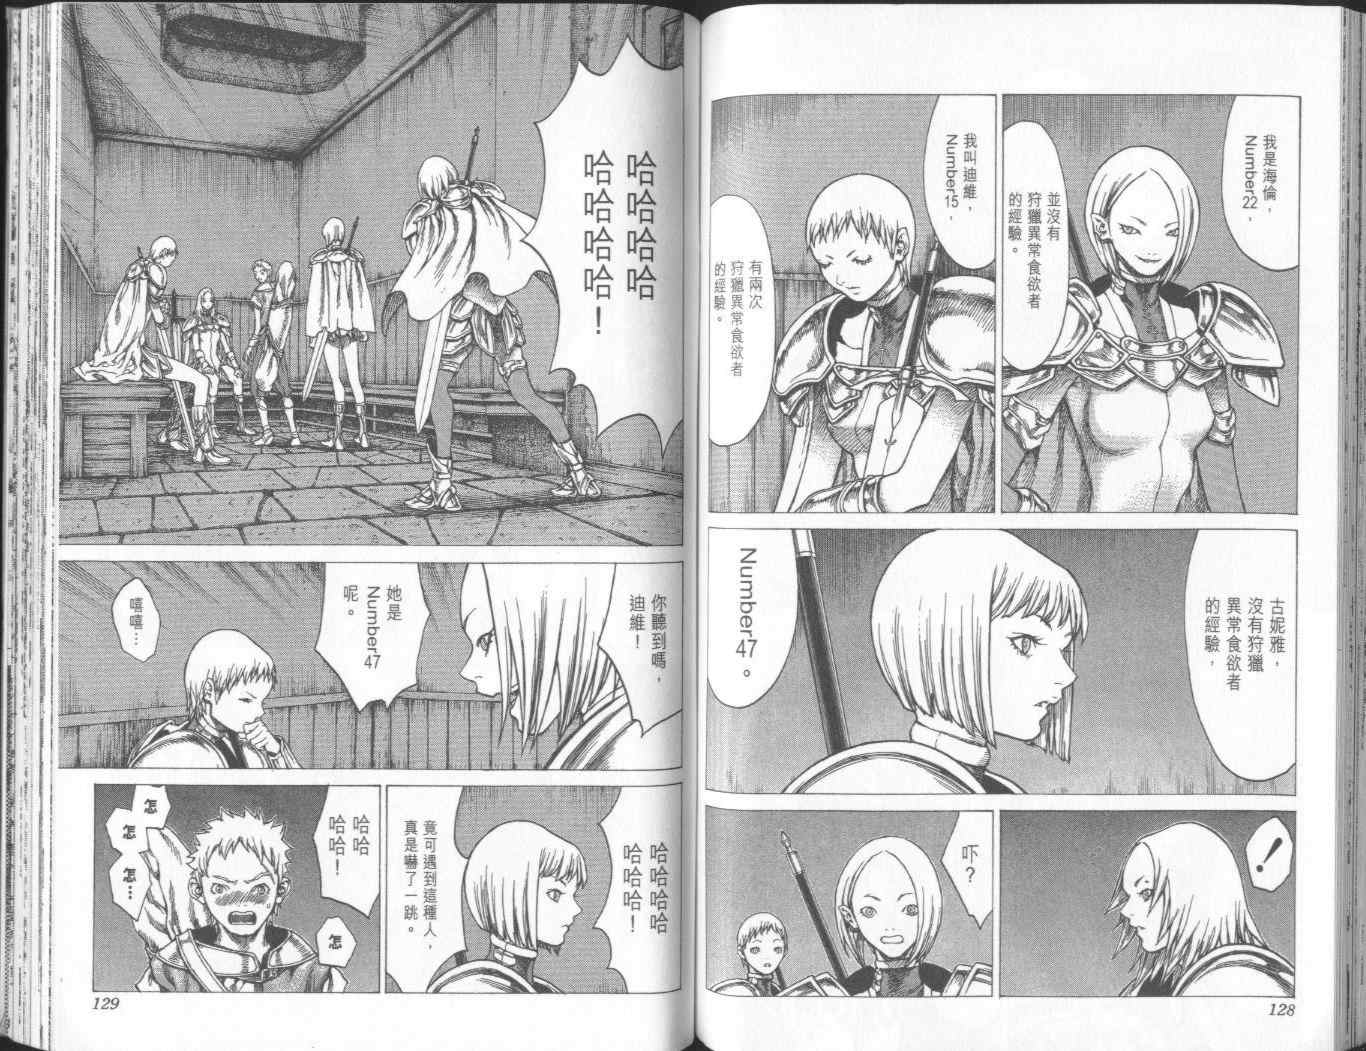 我是海倫，
Number22，
並沒有
狩獵異常食欲者
的經驗。
我叫迪維，
Number15，
有兩次
狩獵異常食欲者
的經驗。
古妮雅，
沒有狩獵
異常食欲者
的經驗，
Number47。
！
吓？
128
哈哈哈哈
哈哈哈哈！
你聽到嗎，
迪維！
她是
Number47
呢。
嘻嘻…
哈哈哈哈
哈哈哈！
竟可遇到這種人，
真是嚇了一跳。
哈哈
哈哈！
怎
怎
怎
怎…
129